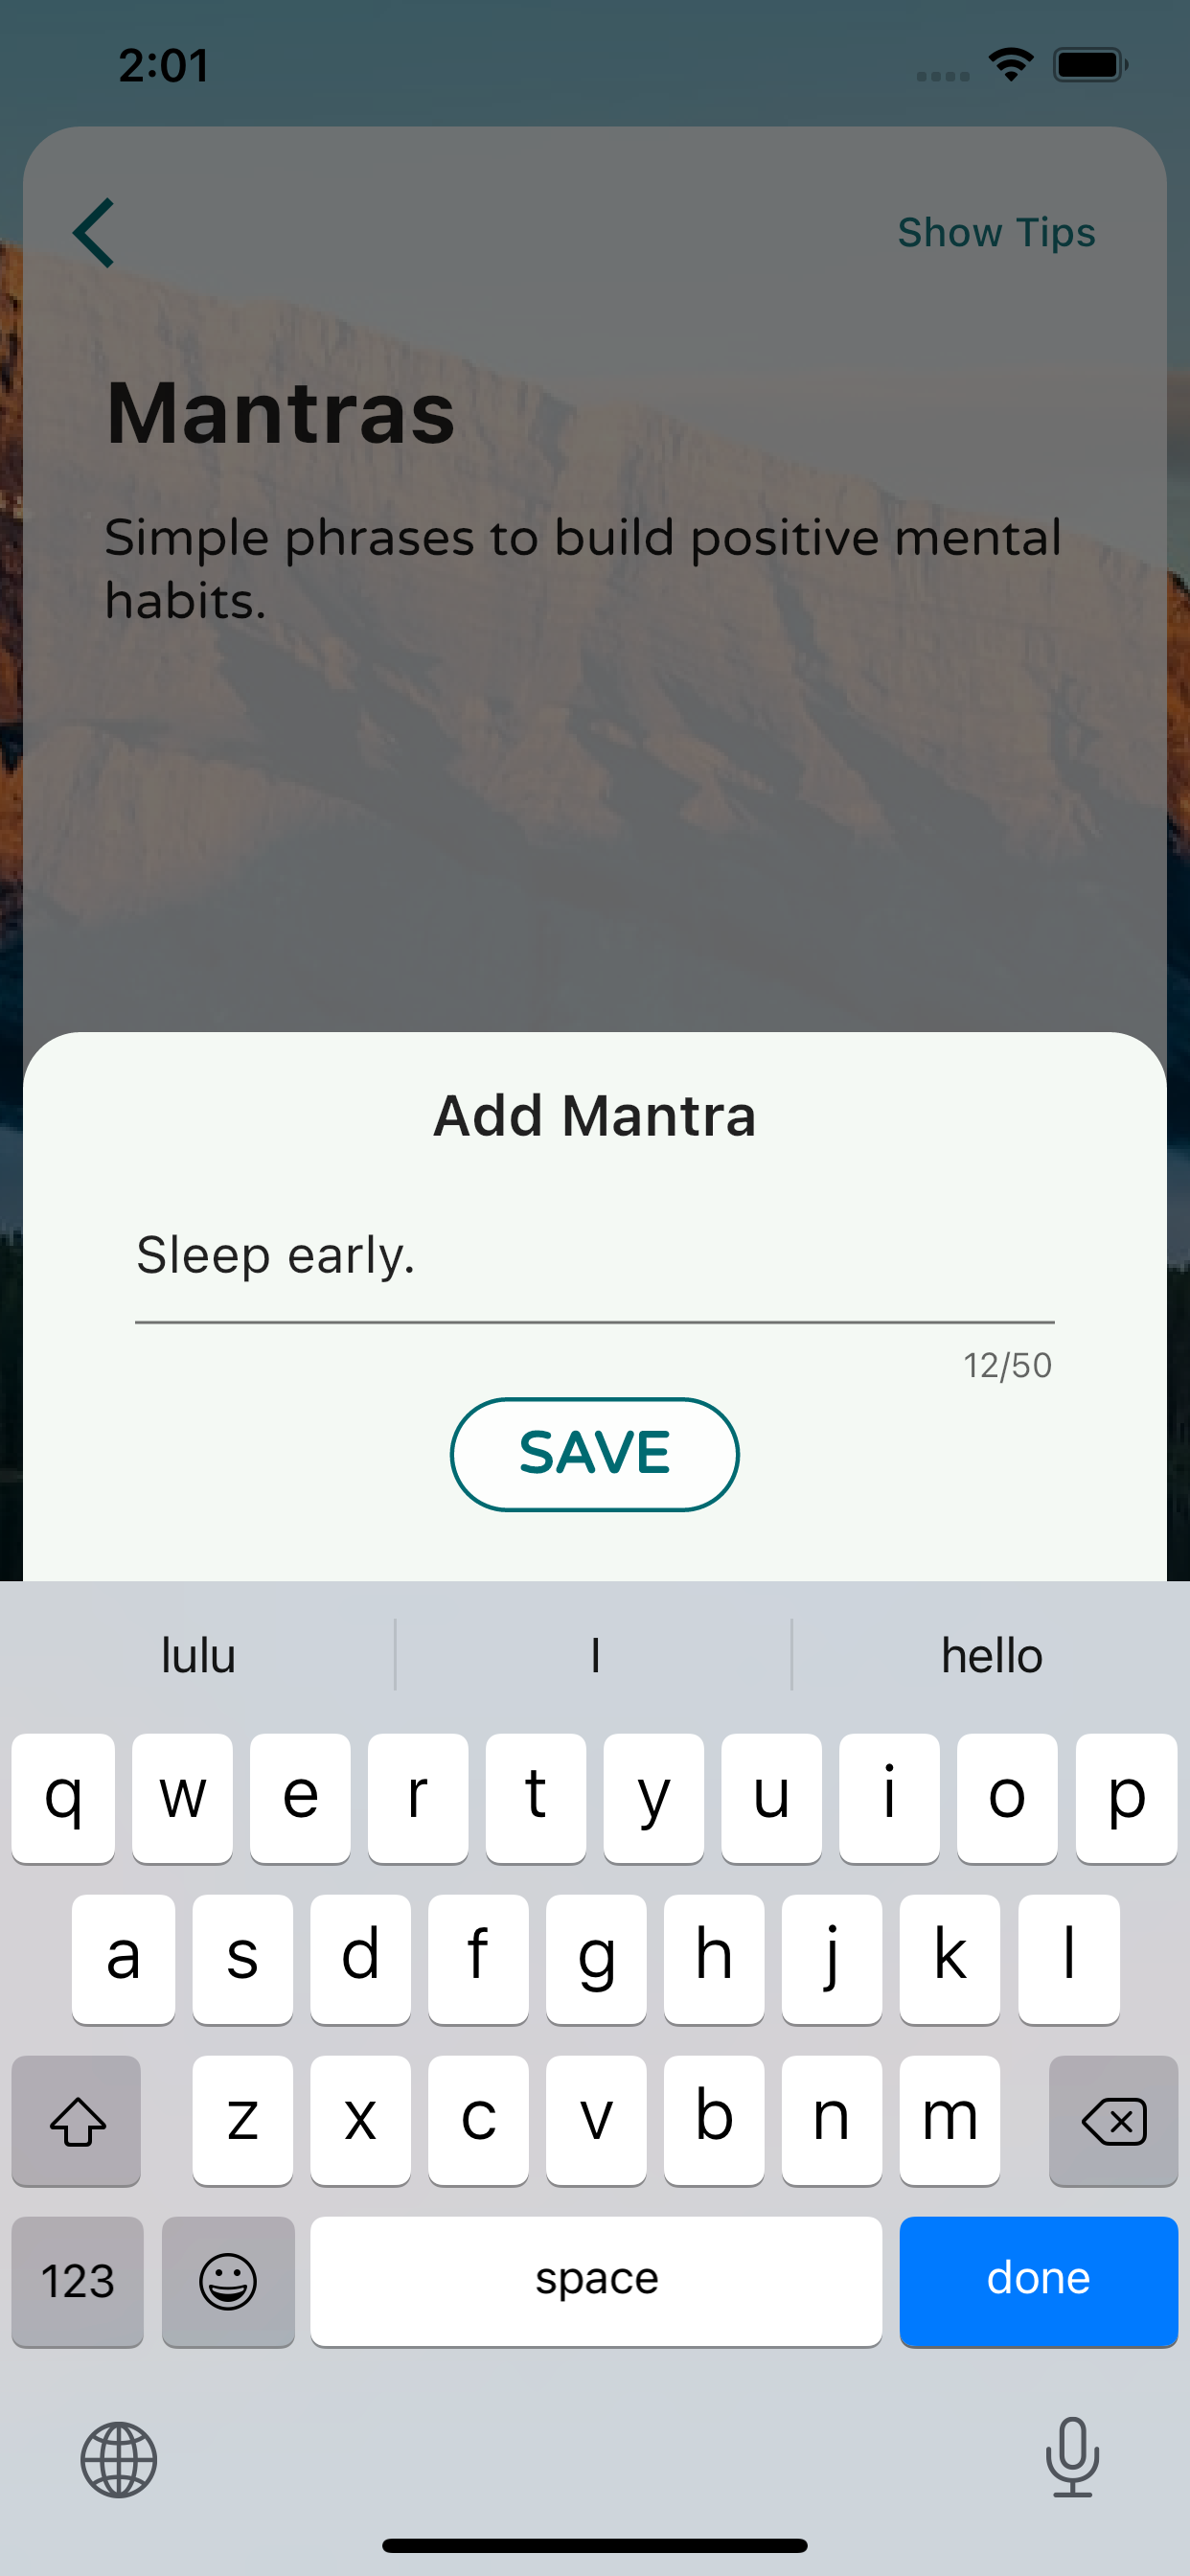 2:01
Show Tips
Mantras
Simple phrases to build positive mental
habits.
Add Mantra
Sleep early.
12/50
SAVE
lulu I hello
q w e r t y u i o p
a s d f g h j k l
z x c v b n m
123 space done